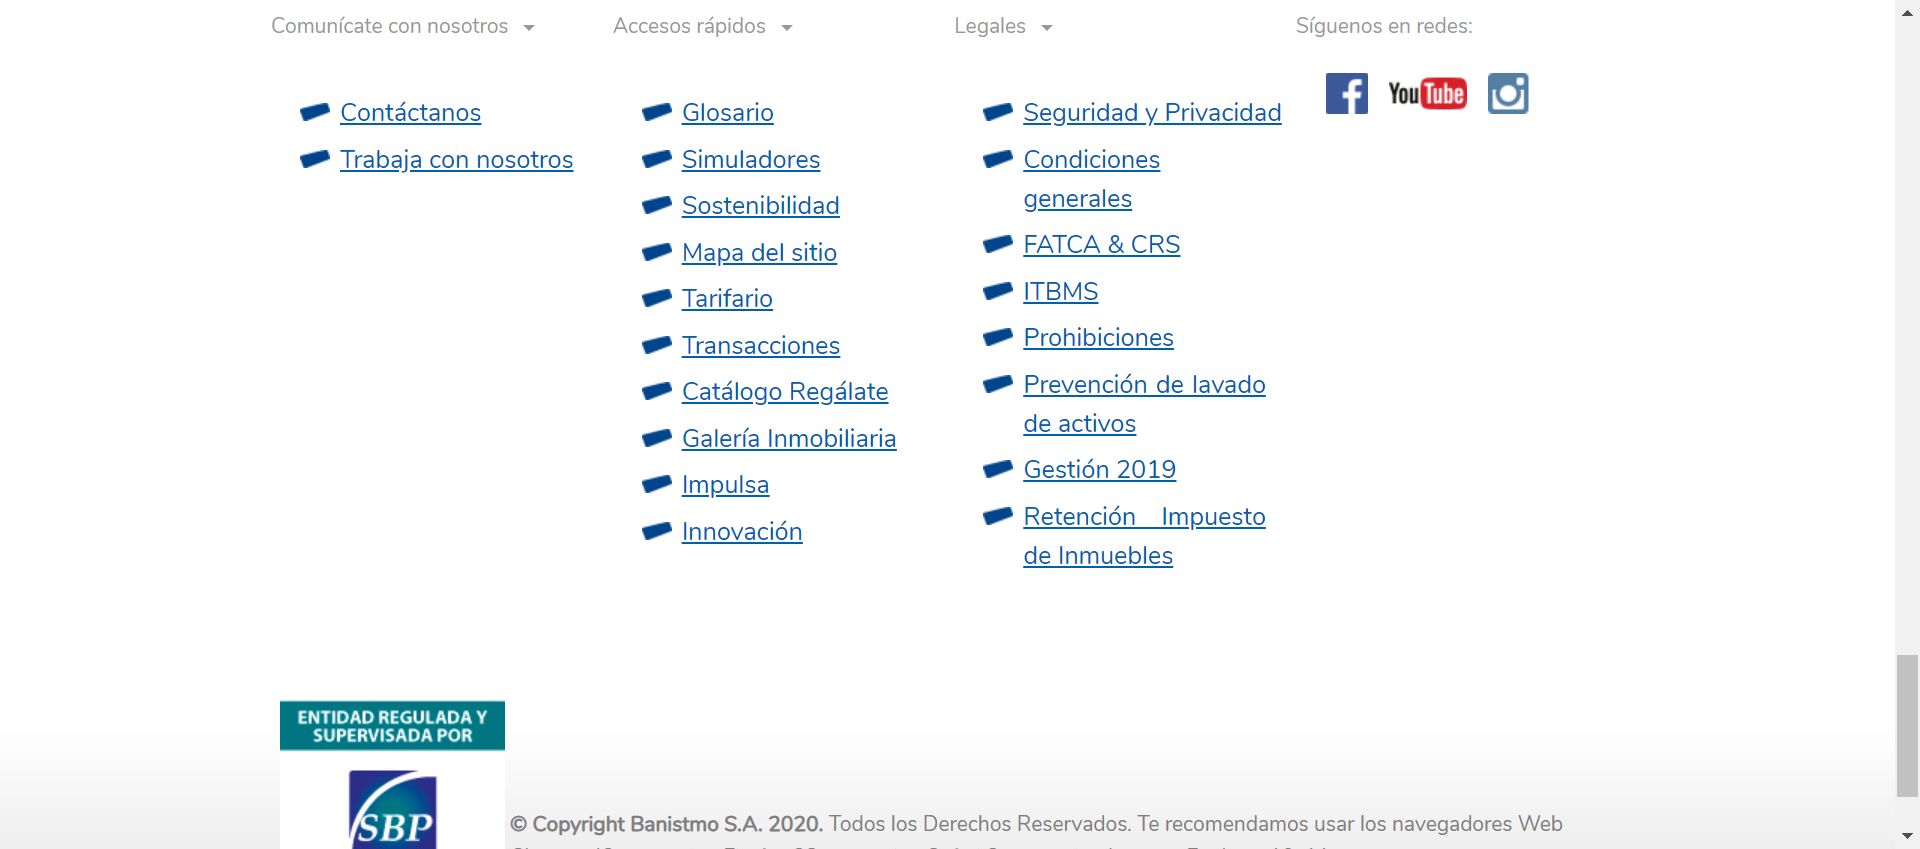 Comunícate con nosotros
Contáctanos
Trabaja con nosotros
Accesos rápidos
Glosario
Simuladores
Sostenibilidad
Mapa del sitio
Tarifario
Transacciones
Catálogo Regálate
Galería Inmobiliaria
Impulsa
Innovación
Legales
Seguridad y Privacidad
Condiciones
generales
FATCA & CRS
ITBMS
Prohibiciones
Prevención de lavado
de activos
Gestión 2019
Retención Impuesto
de Inmuebles
Síguenos en redes:
YouTube
ENTIDAD REGULADA Y
SUPERVISADA POR
SBP
© Copyright Banistmo S.A. 2020. Todos los Derechos Reservados. Te recomendamos usar los navegadores Web